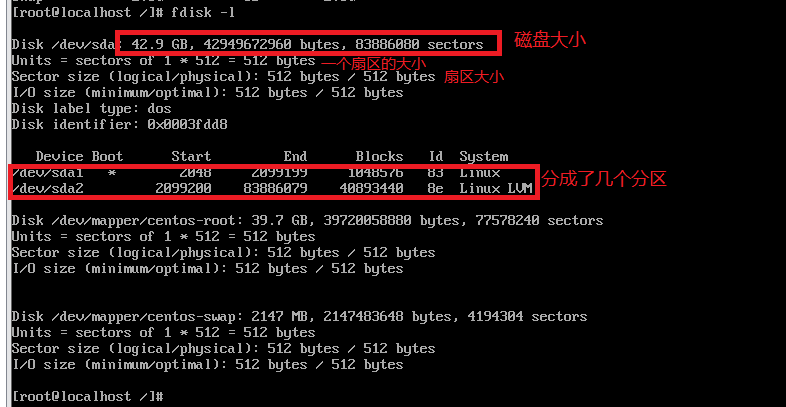 [root@localhost /]# fdisk -l
Disk /dev/sda: 42.9 GB, 42949672960 bytes, 83886080 sectors 磁盘大小
Units = sectors of 1 * 512 = 512 bytes 一个扇区的大小
Sector size (logical/physical): 512 bytes / 512 bytes 扇区大小
I/O size (minimum/optimal): 512 bytes / 512 bytes
Disk label type: dos
Disk identifier: 0x0003fdd8
Device Boot Start End Blocks Id System
/dev/sda1 * 2048 2099199 1048576 83 Linux
/dev/sda2 2099200 83886079 40893440 8e Linux LVM 分成了几个分区
Disk /dev/mapper/centos-root: 39.7 GB, 39720058880 bytes, 77578240 sectors
Units = sectors of 1 * 512 = 512 bytes
Sector size (logical/physical): 512 bytes / 512 bytes
I/O size (minimum/optimal): 512 bytes / 512 bytes
Disk /dev/mapper/centos-swap: 2147 MB, 2147483648 bytes, 4194304 sectors
Units = sectors of 1 * 512 = 512 bytes
Sector size (logical/physical): 512 bytes / 512 bytes
I/O size (minimum/optimal): 512 bytes / 512 bytes
[root@localhost /]#